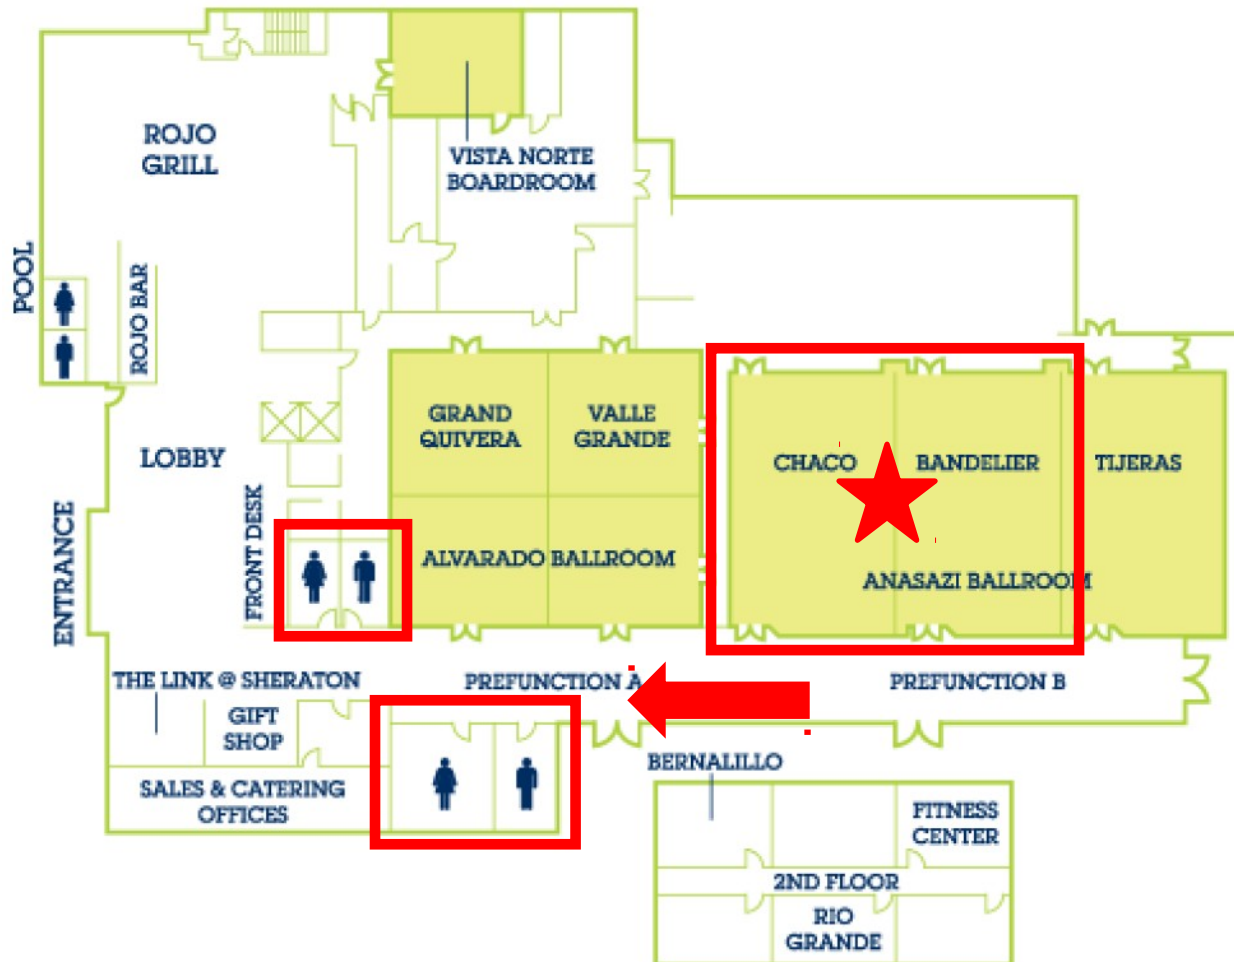 ROJO
GRILL
VISTA NORTE
BOARDROOM
POOL
ROJO BAR
GRAND
QUIVERA
VALLE
GRANDE
CHACO
BANDELIER
TIJERAS
LOBBY
FRONT DESK
ENTRANCE
ALVARADO BALLROOM
ANASAZI BALLROOM
THE LINK @ SHERATON
PREFUNCTION A
PREFUNCTION B
GIFT
SHOP
SALES & CATERING
OFFICES
BERNALILLO
FITNESS
CENTER
2ND FLOOR
RIO
GRANDE